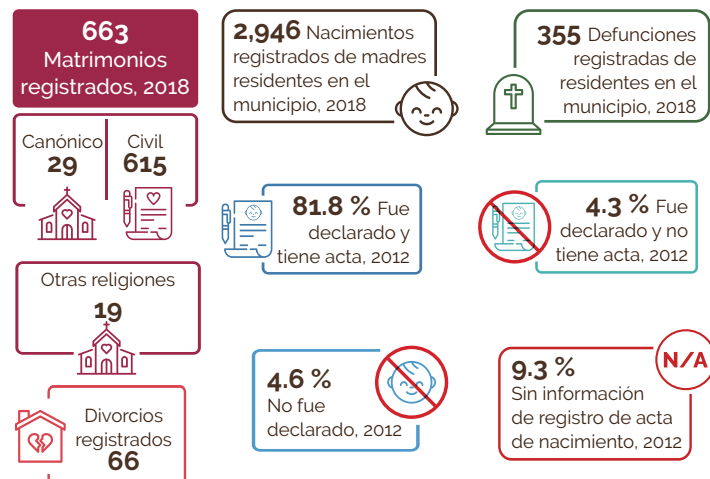 663
Matrimonios
registrados, 2018
Canónico
29
Civil
615
Otras religiones
19
Divorcios
registrados
66
2,946 Nacimientos
registrados de madres
residentes en el
municipio, 2018
355 Defunciones
registradas de
residentes en el
municipio, 2018
81.8 % Fue
declarado y
tiene acta, 2012
4.3 % Fue
declarado y no
tiene acta, 2012
4.6 %
No fue
declarado, 2012
N/A
9.3 %
Sin información
de registro de acta
de nacimiento, 2012